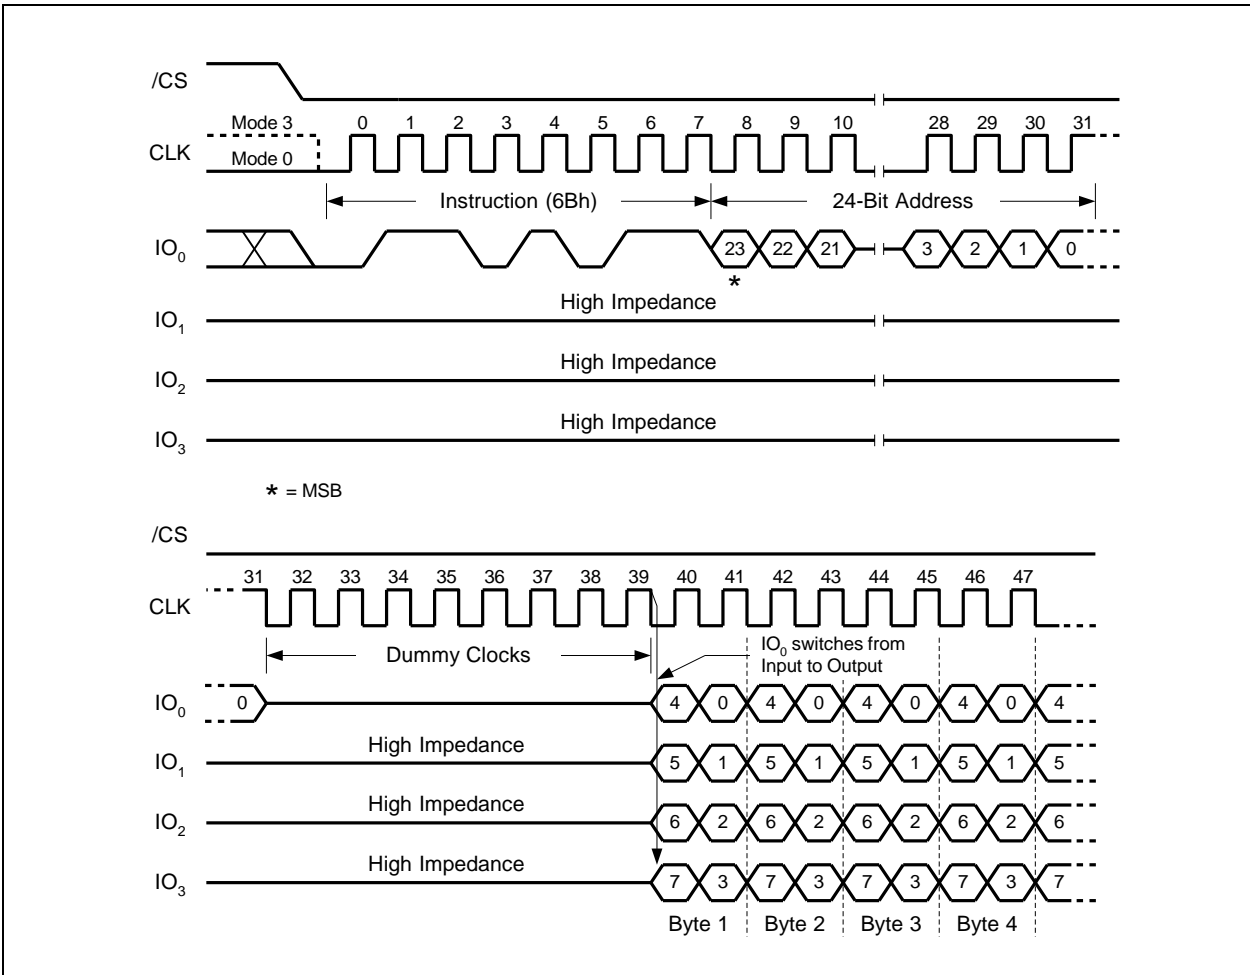 /CS
Mode 3 0 1 2 3 4 5 6 7 8 9 10 28 29 30 31
CLK
Mode 0
Instruction (6Bh) 24-Bit Address
IO0 23 22 21 3 2 1 0
*
High Impedance
IO1
High Impedance
IO2
High Impedance
IO3
* = MSB
/CS
31 32 33 34 35 36 37 38 39 40 41 42 43 44 45 46 47
CLK
Dummy Clocks
IO0 switches from
Input to Output
IO0 0 4 0 4 0 4 0 4 0 4
High Impedance
IO1 5 1 5 1 5 1 5 1 5
High Impedance
IO2 6 2 6 2 6 2 6 2 6
High Impedance
IO3 7 3 7 3 7 3 7 3 7
Byte 1 Byte 2 Byte 3 Byte 4